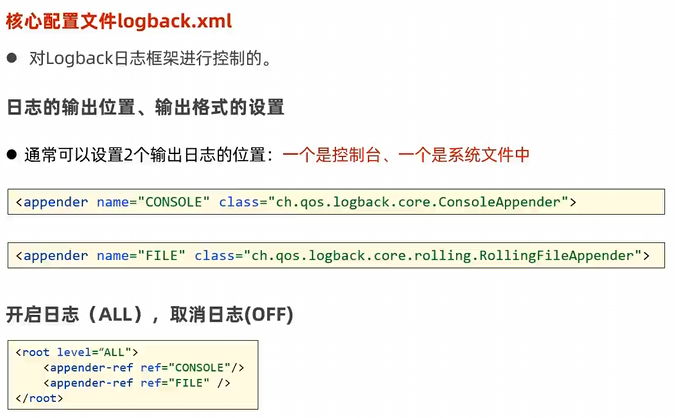 核心配置文件logback.xml
● 对Logback日志框架进行控制的。
日志的输出位置、输出格式的设置
● 通常可以设置2个输出日志的位置：一个是控制台、一个是系统文件中
<appender name="CONSOLE" class="ch.qos.logback.core.ConsoleAppender">
<appender name="FILE" class="ch.qos.logback.core.rolling.RollingFileAppender">
开启日志（ALL），取消日志(OFF)
<root level=“ALL">
    <appender-ref ref="CONSOLE"/>
    <appender-ref ref="FILE" />
</root>